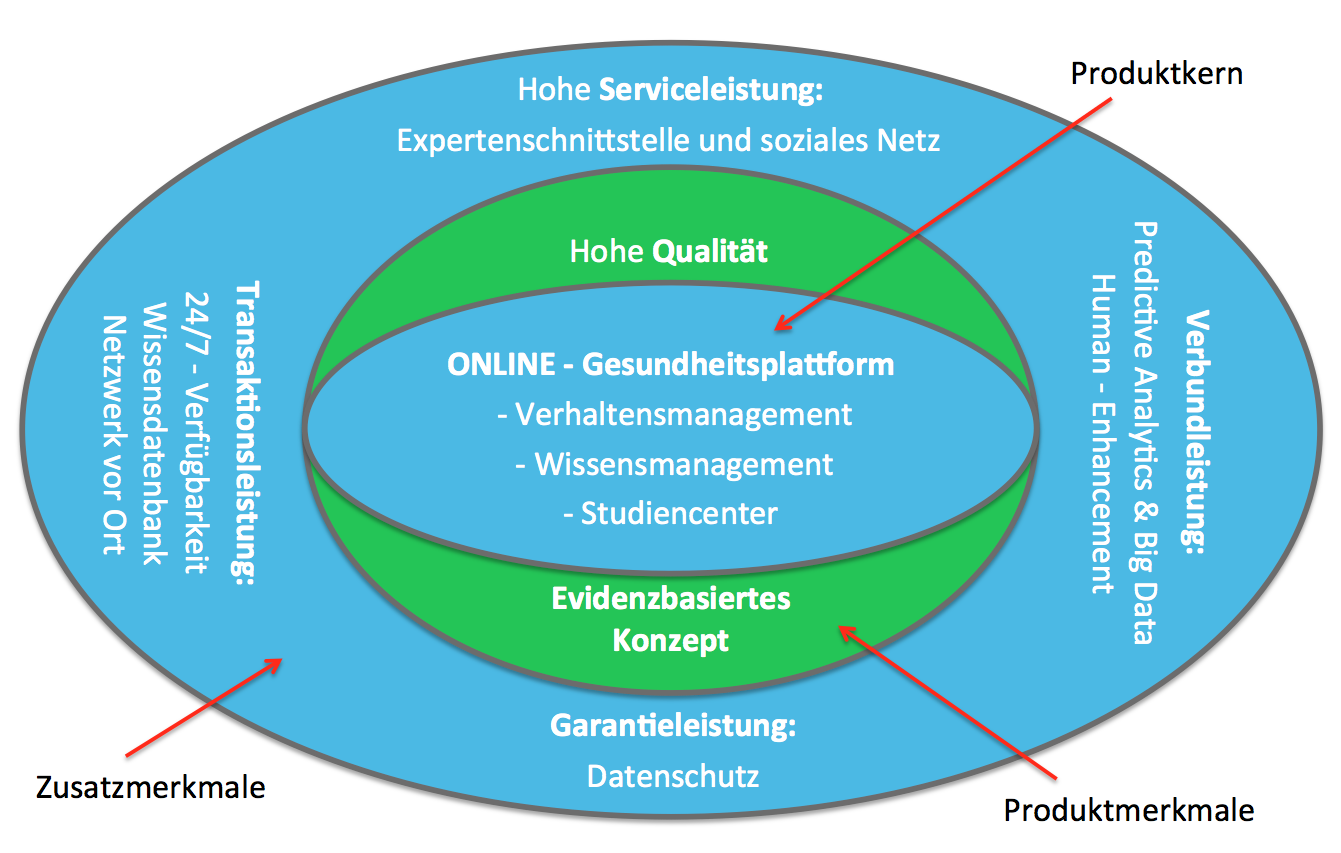 Produktkern
Hohe Serviceleistung:
Expertenschnittstelle und soziales Netz
Hohe Qualität
ONLINE - Gesundheitsplattform
- Verhaltensmanagement
- Wissensmanagement
- Studiencenter
Evidenzbasiertes
Konzept
Transaktionsleistung:
24/7 - Verfügbarkeit
Wissensdatenbank
Netzwerk vor Ort
Verbundleistung:
Predictive Analytics & Big Data
Human - Enhancement
Garantieleistung:
Datenschutz
Zusatzmerkmale
Produktmerkmale